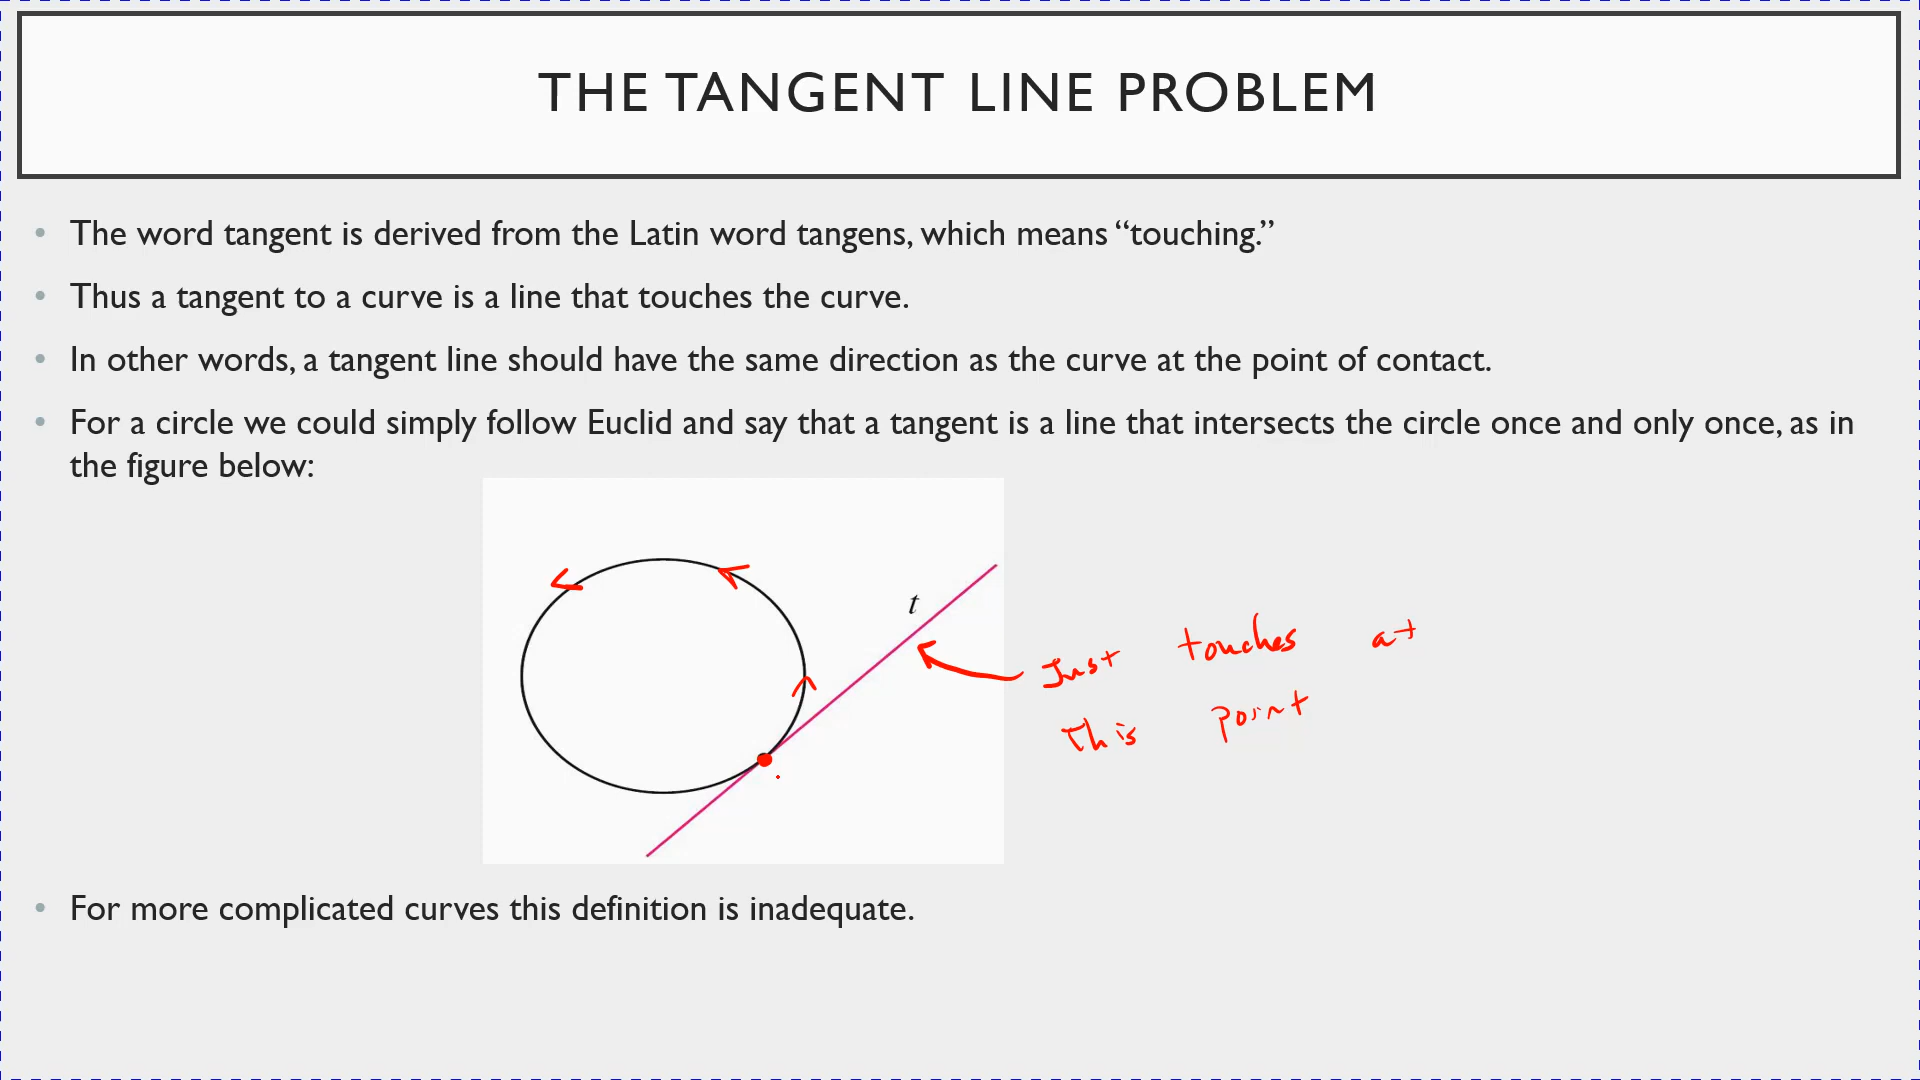 THE TANGENT LINE PROBLEM
• The word tangent is derived from the Latin word tangens, which means “touching.”
• Thus a tangent to a curve is a line that touches the curve.
• In other words, a tangent line should have the same direction as the curve at the point of contact.
• For a circle we could simply follow Euclid and say that a tangent is a line that intersects the circle once and only once, as in
the figure below:
t
Just touches at
this point
• For more complicated curves this definition is inadequate.